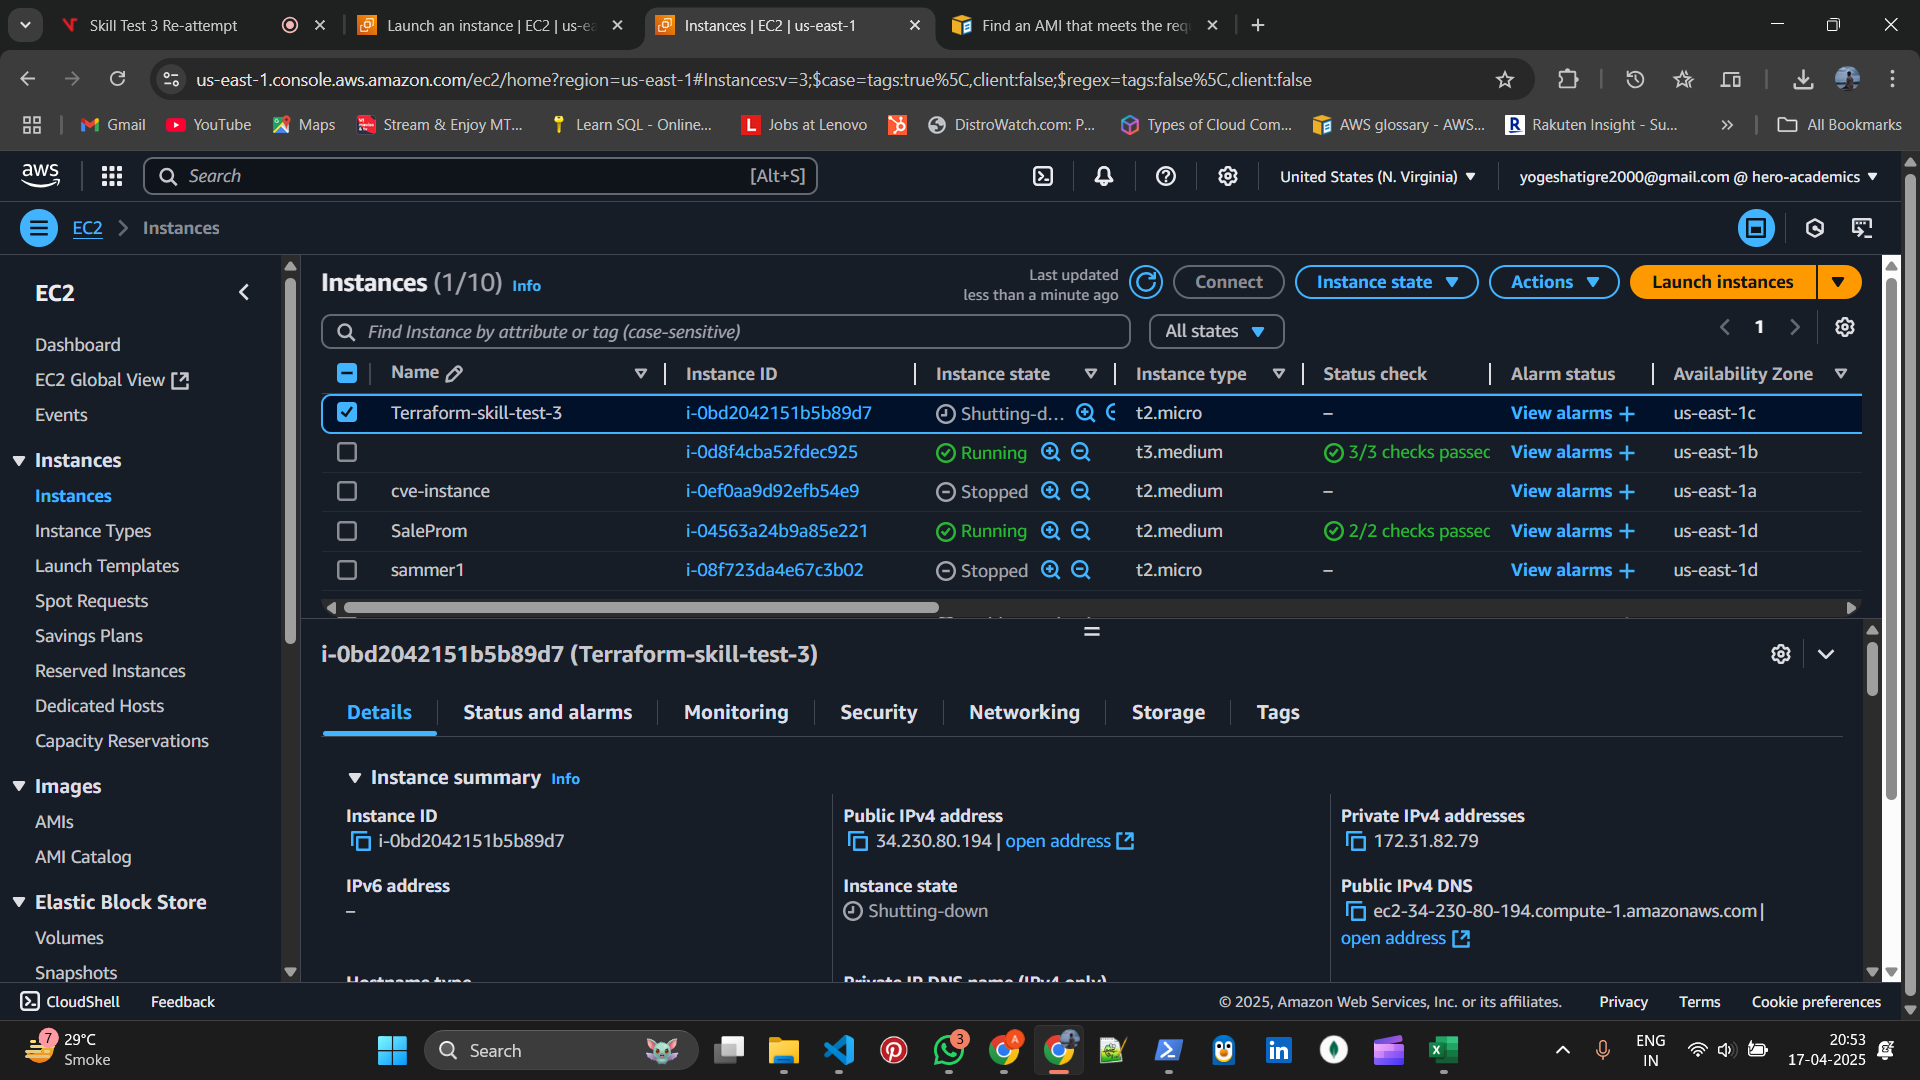 Skill Test 3 Re-attempt
Launch an instance | EC2 | us-ea
Instances | EC2 | us-east-1
Find an AMI that meets the req
us-east-1.console.aws.amazon.com/ec2/home?region=us-east-1#Instances:v=3;$case=tags:true%5C,client:false;$regex=tags:false%5C,client:false
Gmail
YouTube
Maps
Stream & Enjoy MT...
Learn SQL - Online...
Jobs at Lenovo
DistroWatch.com: P...
Types of Cloud Com...
AWS glossary - AWS...
Rakuten Insight - Su...
All Bookmarks
aws
Search
[Alt+S]
United States (N. Virginia)
yogeshatigre2000@gmail.com @ hero-academics
EC2
Instances
EC2
Dashboard
EC2 Global View
Events
Instances
Instances
Instance Types
Launch Templates
Spot Requests
Savings Plans
Reserved Instances
Dedicated Hosts
Capacity Reservations
Images
AMIs
AMI Catalog
Elastic Block Store
Volumes
Snapshots
Instances (1/10) Info
Last updated
less than a minute ago
Connect
Instance state
Actions
Launch instances
Find Instance by attribute or tag (case-sensitive)
All states
1
Name Instance ID Instance state Instance type Status check Alarm status Availability Zone
Terraform-skill-test-3 i-0bd2042151b5b89d7 Shutting-d... t2.micro – View alarms + us-east-1c
i-0d8f4cba52fdec925 Running t3.medium 3/3 checks passed View alarms + us-east-1b
cve-instance i-0ef0aa9d92efb54e9 Stopped t2.medium – View alarms + us-east-1a
SaleProm i-04563a24b9a85e221 Running t2.medium 2/2 checks passed View alarms + us-east-1d
sammer1 i-08f723da4e67c3b02 Stopped t2.micro – View alarms + us-east-1d
i-0bd2042151b5b89d7 (Terraform-skill-test-3)
Details
Status and alarms
Monitoring
Security
Networking
Storage
Tags
Instance summary Info
Instance ID
i-0bd2042151b5b89d7
Public IPv4 address
34.230.80.194 | open address
Private IPv4 addresses
172.31.82.79
IPv6 address
–
Instance state
Shutting-down
Public IPv4 DNS
ec2-34-230-80-194.compute-1.amazonaws.com |
open address
Hostname type
Private IP DNS name (IPv4 only)
CloudShell
Feedback
© 2025, Amazon Web Services, Inc. or its affiliates.
Privacy
Terms
Cookie preferences
7
29°C
Smoke
Search
3
A
ENG
IN
20:53
17-04-2025